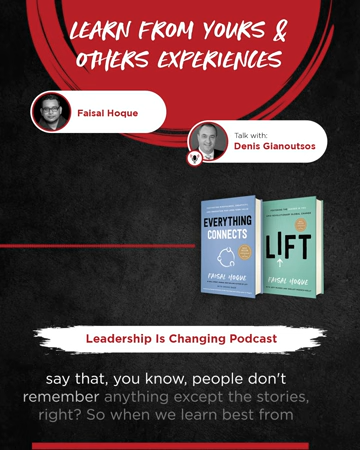 LEARN FROM YOURS &
OTHERS EXPERIENCES
Faisal Hoque
Talk with:
Denis Gianoutsos
EVERYTHING
CONNECTS
FAISAL HOQUE
LIFT
FAISAL HOQUE
Leadership Is Changing Podcast
say that, you know, people don't
remember anything except the stories,
right? So when we learn best from